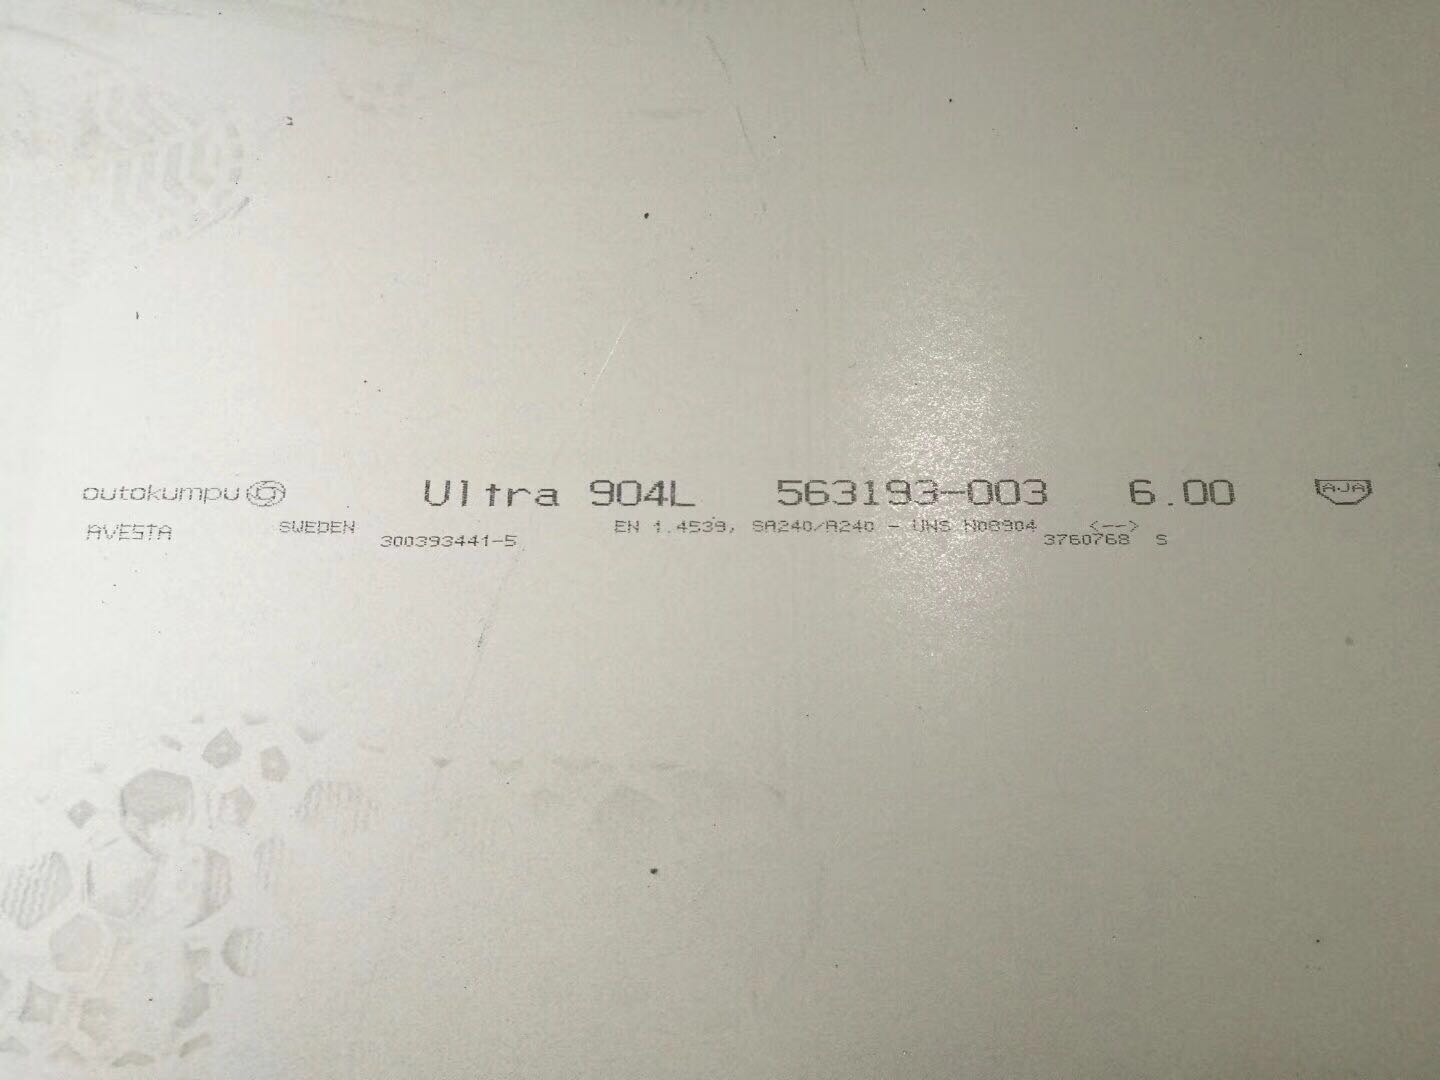 outokumpu Ultra 904L 563193-003 6.00 AJA
AVESTA SWEDEN EN 1.4539, SA240/A240 - UNS N08904 <-->
300393441-5 3760768 S